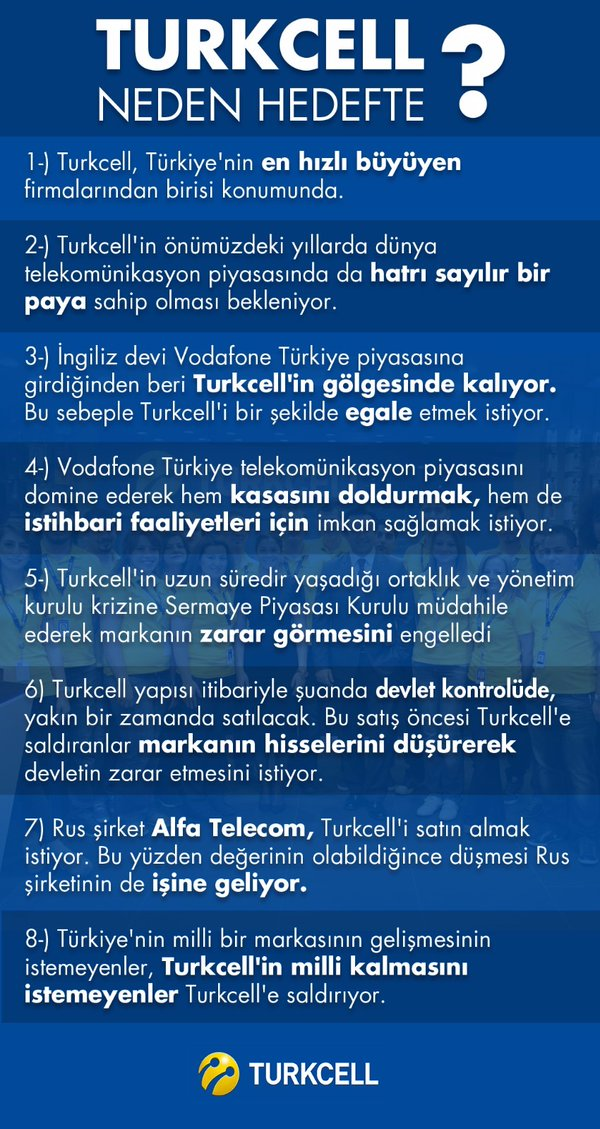 TURKCELL
NEDEN HEDEFTE ?
1-) Turkcell, Türkiye'nin en hızlı büyüyen
firmalarından birisi konumunda.
2-) Turkcell'in önümüzdeki yıllarda dünya
telekomünikasyon piyasasında da hatrı sayılır bir
paya sahip olması bekleniyor.
3-) İngiliz devi Vodafone Türkiye piyasasına
girdiğinden beri Turkcell'in gölgesinde kalıyor.
Bu sebeple Turkcell'i bir şekilde egale etmek istiyor.
4-) Vodafone Türkiye telekomünikasyon piyasasını
domine ederek hem kasasını doldurmak, hem de
istihbari faaliyetleri için imkan sağlamak istiyor.
5-) Turkcell'in uzun süredir yaşadığı ortaklık ve yönetim
kurulu krizine Sermaye Piyasası Kurulu müdahile
ederek markanın zarar görmesini engelledi
6) Turkcell yapısı itibariyle şuanda devlet kontrolüde,
yakın bir zamanda satılacak. Bu satış öncesi Turkcell'e
saldıranlar markanın hisselerini düşürerek
devletin zarar etmesini istiyor.
7) Rus şirket Alfa Telecom, Turkcell'i satın almak
istiyor. Bu yüzden değerinin olabildiğince düşmesi Rus
şirketinin de işine geliyor.
8-) Türkiye'nin milli bir markasının gelişmesinin
istemeyenler, Turkcell'in milli kalmasını
istemeyenler Turkcell'e saldırıyor.
TURKCELL